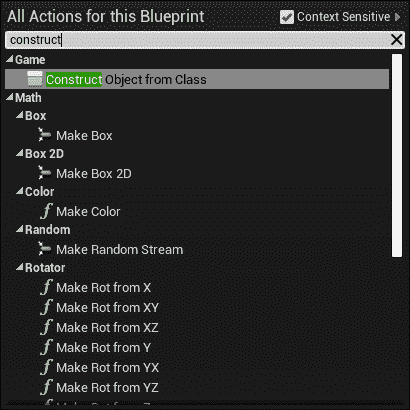 All Actions for this Blueprint Context Sensitive
construct
Game
Construct Object from Class
Math
Box
Make Box
Box 2D
Make Box 2D
Color
Make Color
Random
Make Random Stream
Rotator
Make Rot from X
Make Rot from XY
Make Rot from XZ
Make Rot from Y
Make Rot from YX
Make Rot from YZ